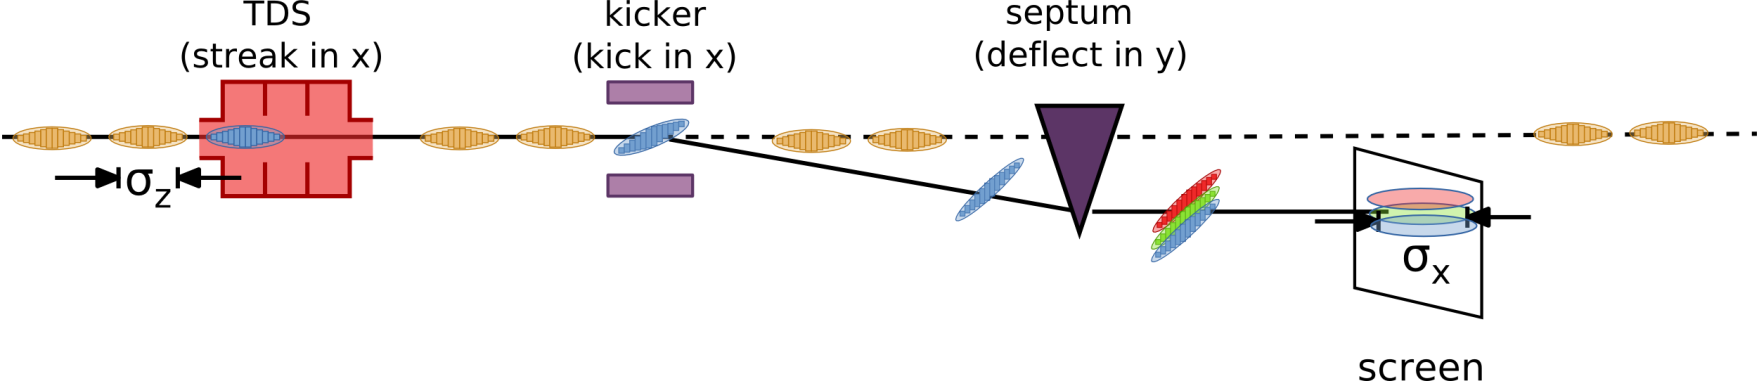 TDS
(streak in x)
kicker
(kick in x)
septum
(deflect in y)
σz
σx
screen